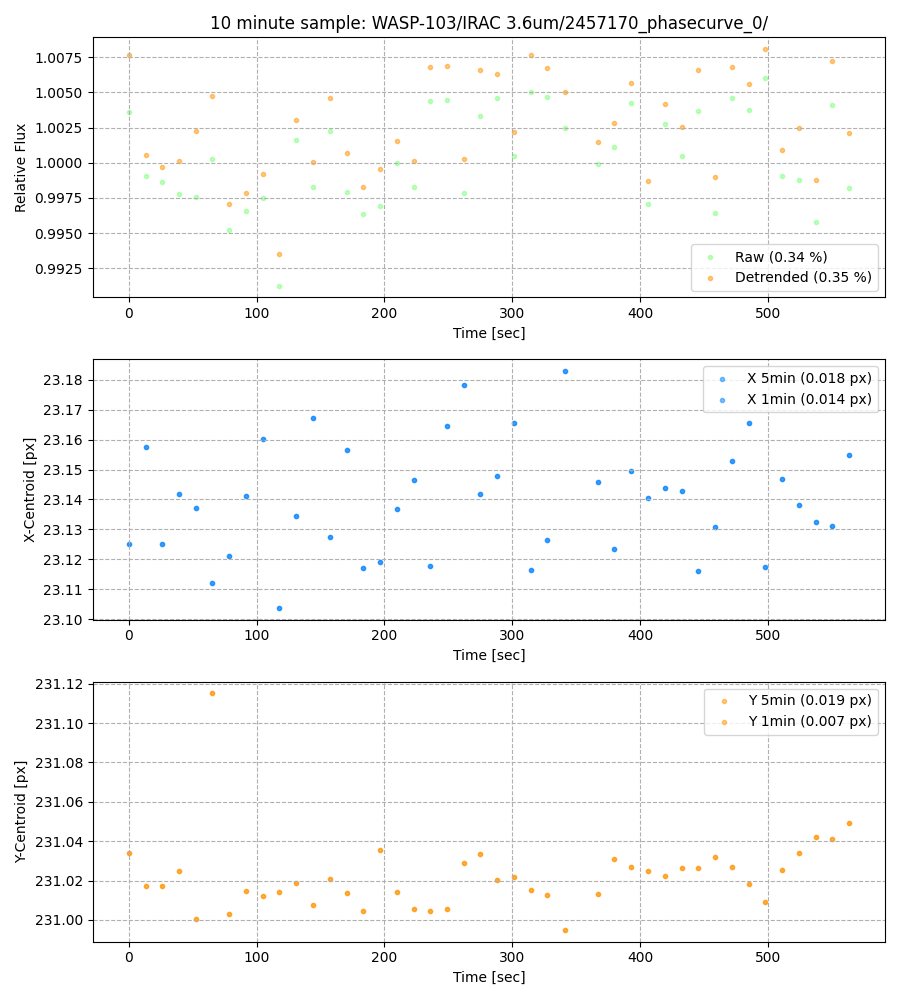 10 minute sample: WASP-103/IRAC 3.6um/2457170_phasecurve_0/
1.0075
1.0050
1.0025
1.0000
0.9975
0.9950
0.9925
Relative Flux
Raw (0.34 %)
Detrended (0.35 %)
0 100 200 300 400 500
Time [sec]
23.18
23.17
23.16
23.15
23.14
23.13
23.12
23.11
23.10
X-Centroid [px]
X 5min (0.018 px)
X 1min (0.014 px)
0 100 200 300 400 500
Time [sec]
231.12
231.10
231.08
231.06
231.04
231.02
231.00
Y-Centroid [px]
Y 5min (0.019 px)
Y 1min (0.007 px)
0 100 200 300 400 500
Time [sec]